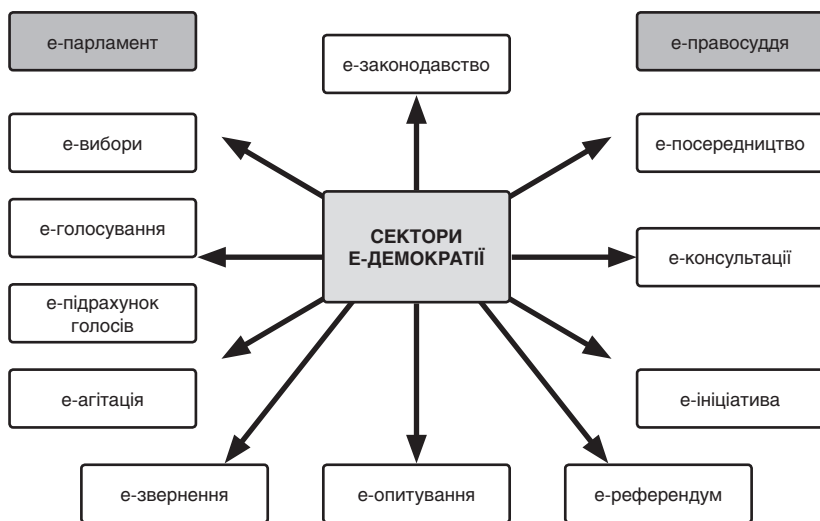 е-парламент
е-законодавство
е-правосуддя
е-вибори
е-посередництво
СЕКТОРИ
Е-ДЕМОКРАТІЇ
е-голосування
е-консультації
е-підрахунок
голосів
е-агітація
е-ініціатива
е-звернення
е-опитування
е-референдум